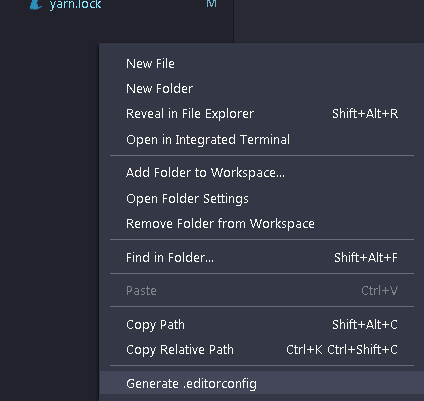 yarn.lock M
New File
New Folder
Reveal in File Explorer Shift+Alt+R
Open in Integrated Terminal
Add Folder to Workspace...
Open Folder Settings
Remove Folder from Workspace
Find in Folder... Shift+Alt+F
Paste Ctrl+V
Copy Path Shift+Alt+C
Copy Relative Path Ctrl+K Ctrl+Shift+C
Generate .editorconfig